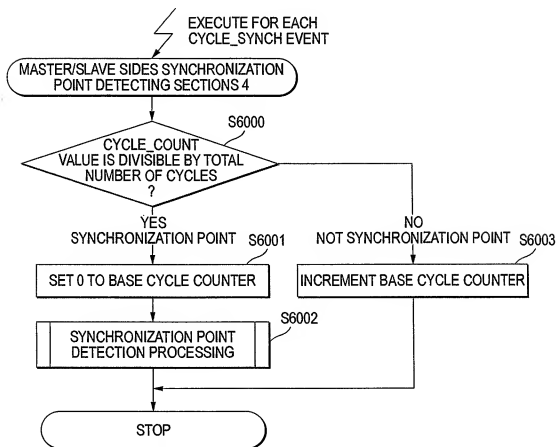 EXECUTE FOR EACH
CYCLE_SYNCH EVENT
MASTER/SLAVE SIDES SYNCHRONIZATION
POINT DETECTING SECTIONS 4
S6000
CYCLE_COUNT
VALUE IS DIVISIBLE BY TOTAL
NUMBER OF CYCLES
?
YES
SYNCHRONIZATION POINT
NO
NOT SYNCHRONIZATION POINT
S6001
S6003
SET 0 TO BASE CYCLE COUNTER
INCREMENT BASE CYCLE COUNTER
S6002
SYNCHRONIZATION POINT
DETECTION PROCESSING
STOP